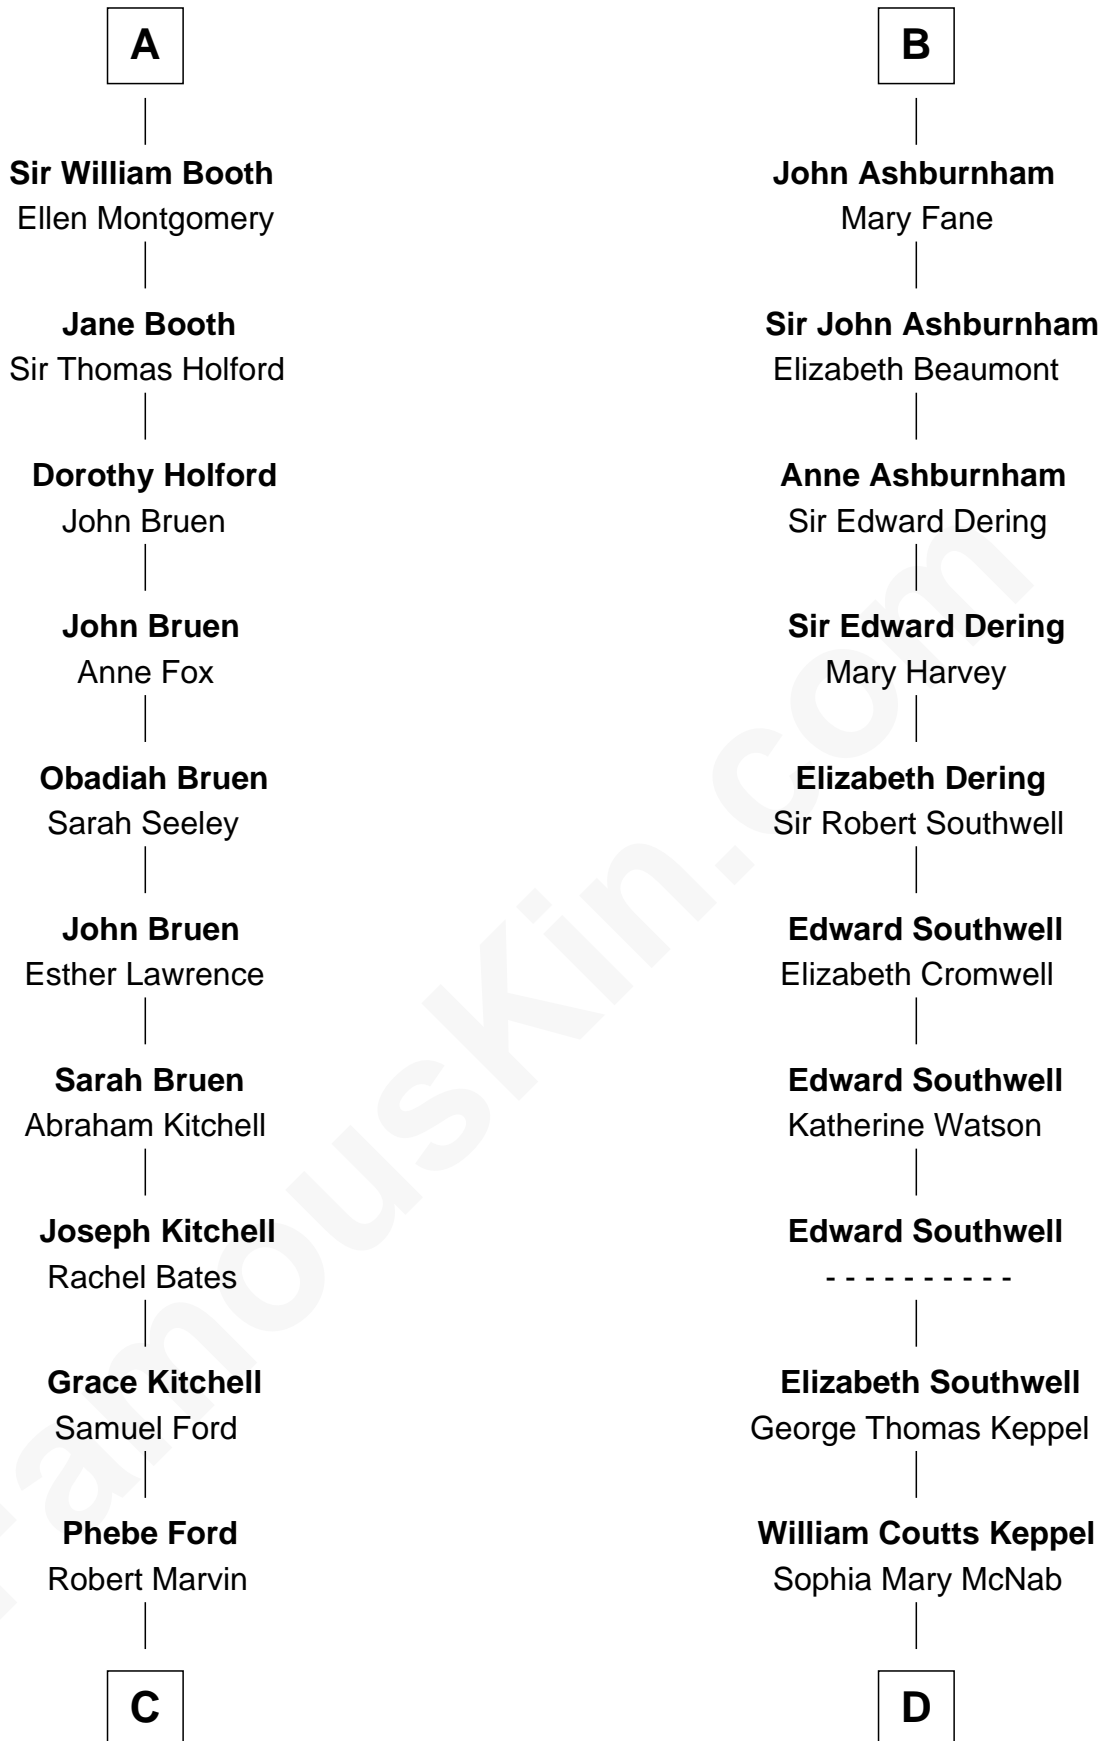 A
Sir William Booth
Ellen Montgomery
Jane Booth
Sir Thomas Holford
Dorothy Holford
John Bruen
John Bruen
Anne Fox
Obadiah Bruen
Sarah Seeley
John Bruen
Esther Lawrence
Sarah Bruen
Abraham Kitchell
Joseph Kitchell
Rachel Bates
Grace Kitchell
Samuel Ford
Phebe Ford
Robert Marvin
C
B
John Ashburnham
Mary Fane
Sir John Ashburnham
Elizabeth Beaumont
Anne Ashburnham
Sir Edward Dering
Sir Edward Dering
Mary Harvey
Elizabeth Dering
Sir Robert Southwell
Edward Southwell
Elizabeth Cromwell
Edward Southwell
Katherine Watson
Edward Southwell
- - - - - - - - - -
Elizabeth Southwell
George Thomas Keppel
William Coutts Keppel
Sophia Mary McNab
D
FamousKin.com